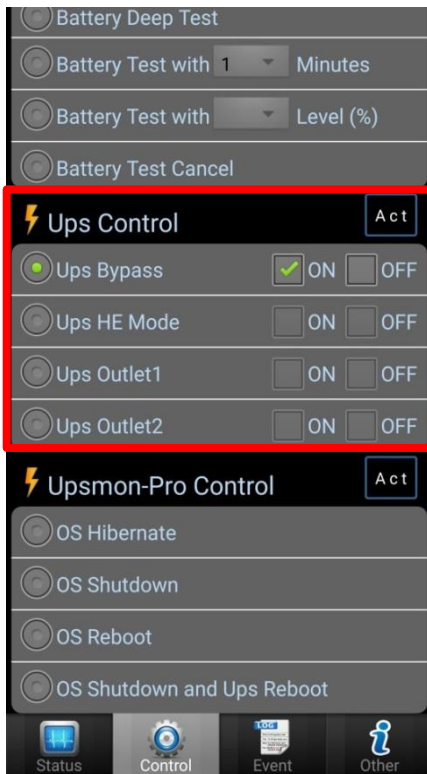 Battery Deep Test
Battery Test with 1 Minutes
Battery Test with Level (%)
Battery Test Cancel
Ups Control Act
Ups Bypass ON OFF
Ups HE Mode ON OFF
Ups Outlet1 ON OFF
Ups Outlet2 ON OFF
Upsmon-Pro Control Act
OS Hibernate
OS Shutdown
OS Reboot
OS Shutdown and Ups Reboot
LOG
Status Control Event Other